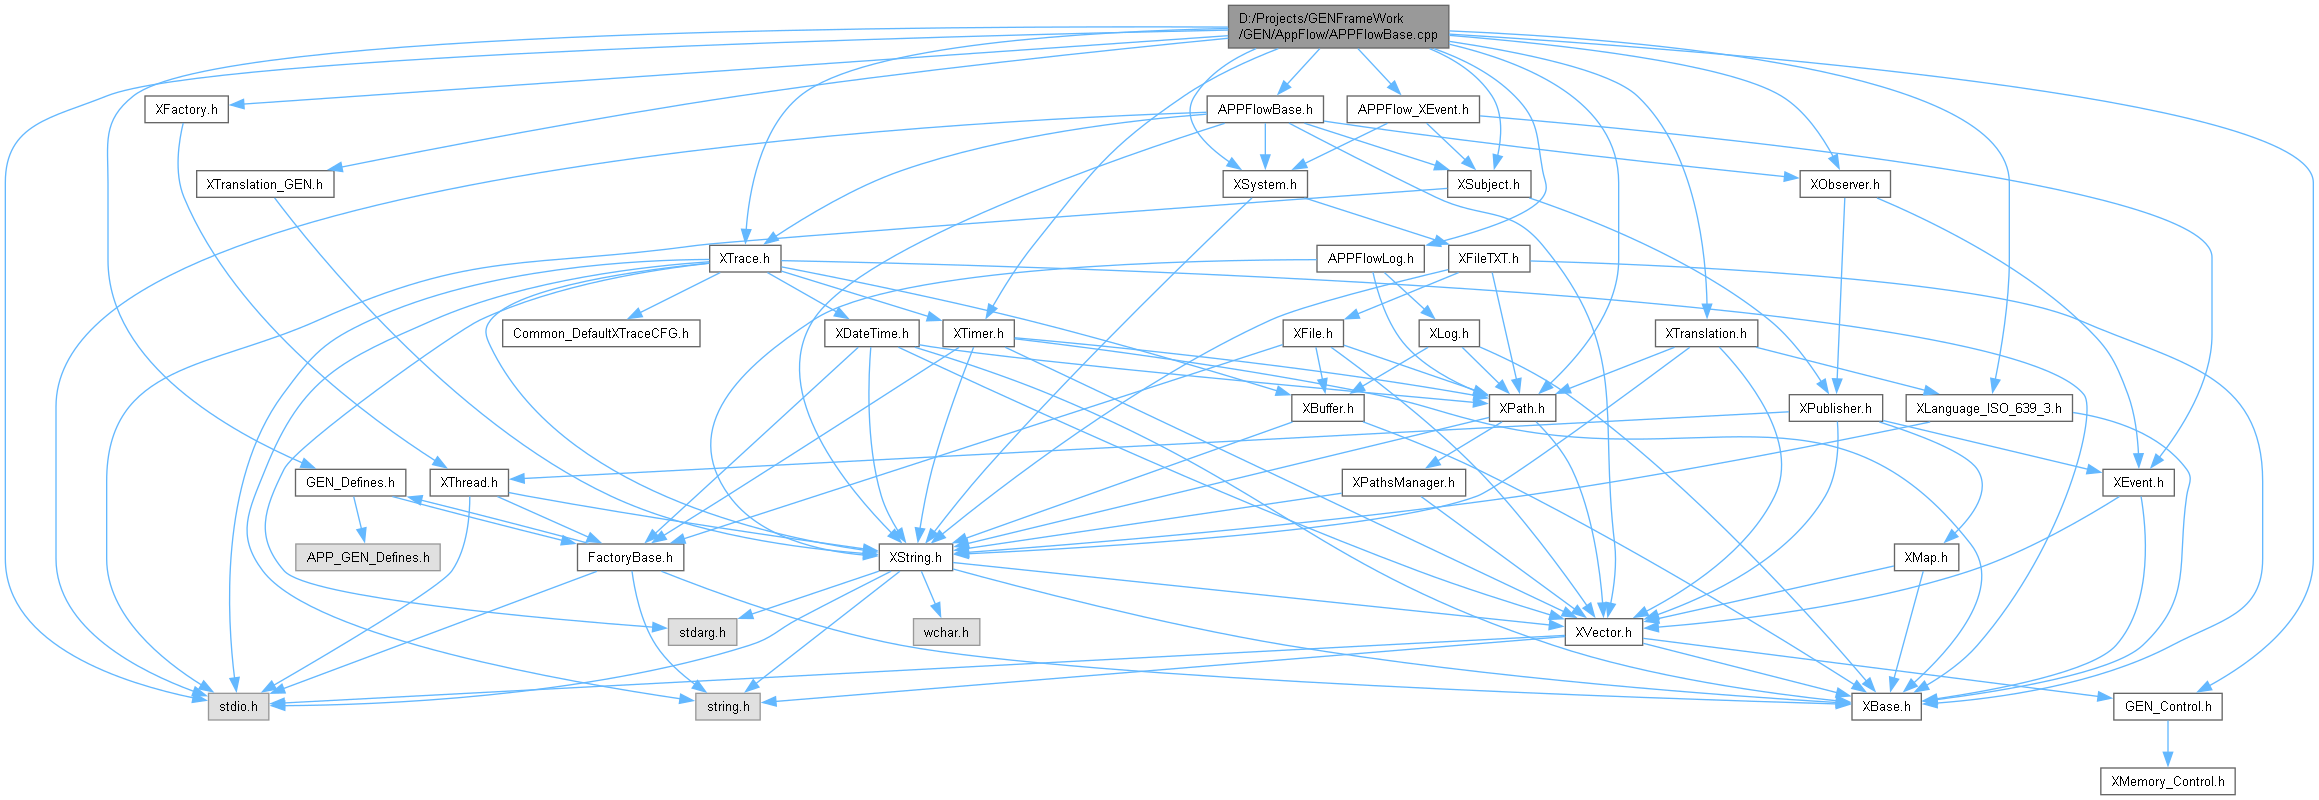 D:/Projects/GENFrameWork
/GEN/AppFlow/APPFlowBase.cpp
XFactory.h
APPFlowBase.h
APPFlow_XEvent.h
XTranslation_GEN.h
XSystem.h
XSubject.h
XObserver.h
XTrace.h
APPFlowLog.h
XFileTXT.h
Common_DefaultXTraceCFG.h
XDateTime.h
XTimer.h
XFile.h
XLog.h
XTranslation.h
XBuffer.h
XPath.h
XPublisher.h
XLanguage_ISO_639_3.h
GEN_Defines.h
XThread.h
XPathsManager.h
XEvent.h
APP_GEN_Defines.h
FactoryBase.h
XString.h
XMap.h
stdarg.h
wchar.h
XVector.h
stdio.h
string.h
XBase.h
GEN_Control.h
XMemory_Control.h